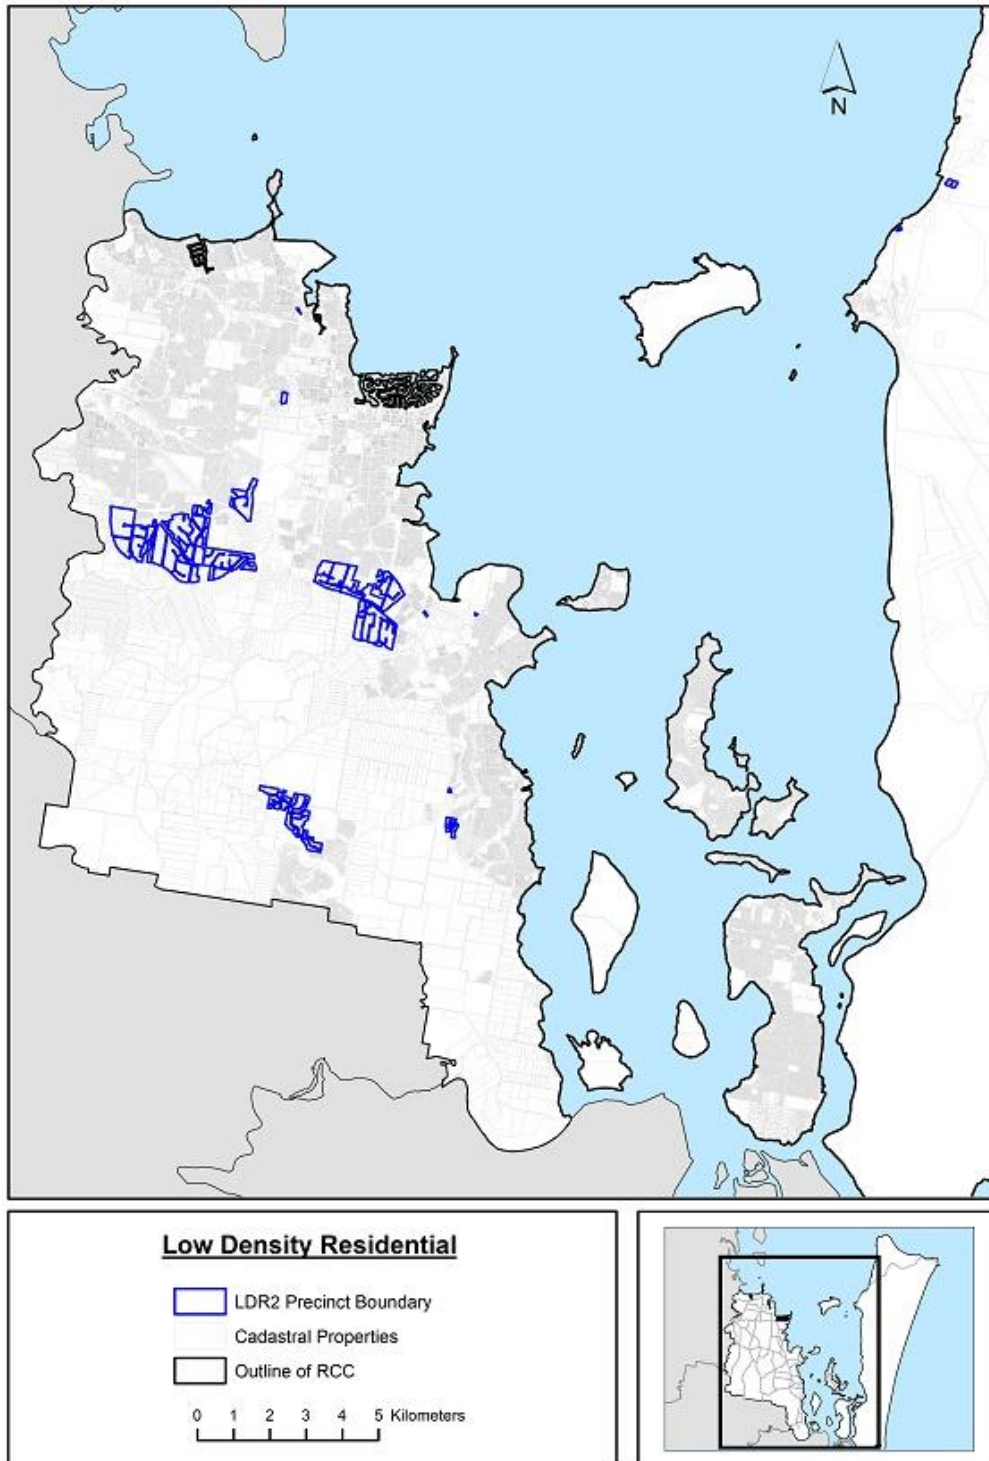 N
Low Density Residential
LDR2 Precinct Boundary
Cadastral Properties
Outline of RCC
0 1 2 3 4 5 Kilometers